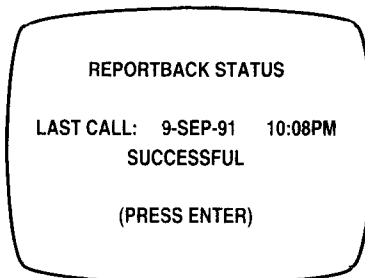 REPORTBACK STATUS
LAST CALL: 9-SEP-91 10:08PM
SUCCESSFUL
(PRESS ENTER)